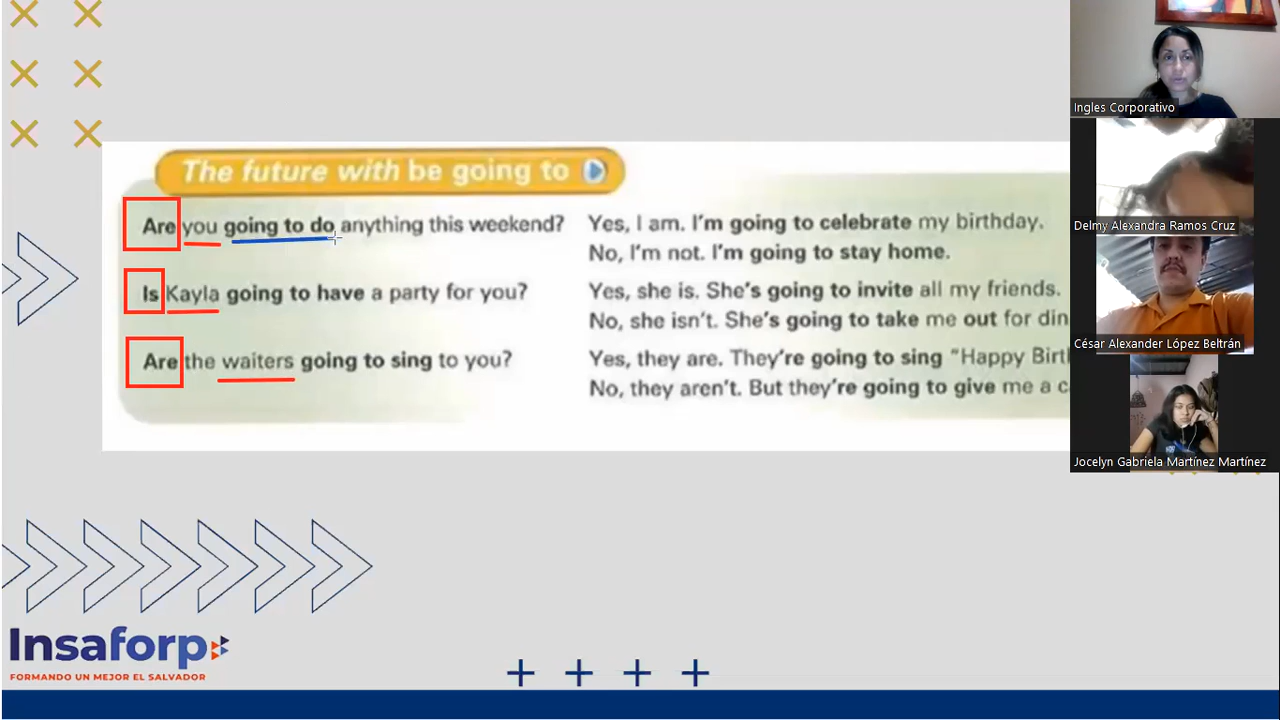 The future with be going to
Are you going to do anything this weekend? Yes, I am. I'm going to celebrate my birthday.
No, I'm not. I'm going to stay home.
Is Kayla going to have a party for you? Yes, she is. She's going to invite all my friends.
No, she isn't. She's going to take me out for din
Are the waiters going to sing to you? Yes, they are. They're going to sing "Happy Birt
No, they aren't. But they're going to give me a c
Insaforp
FORMANDO UN MEJOR EL SALVADOR
Ingles Corporativo
Delmy Alexandra Ramos Cruz
César Alexander López Beltrán
Jocelyn Gabriela Martínez Martínez